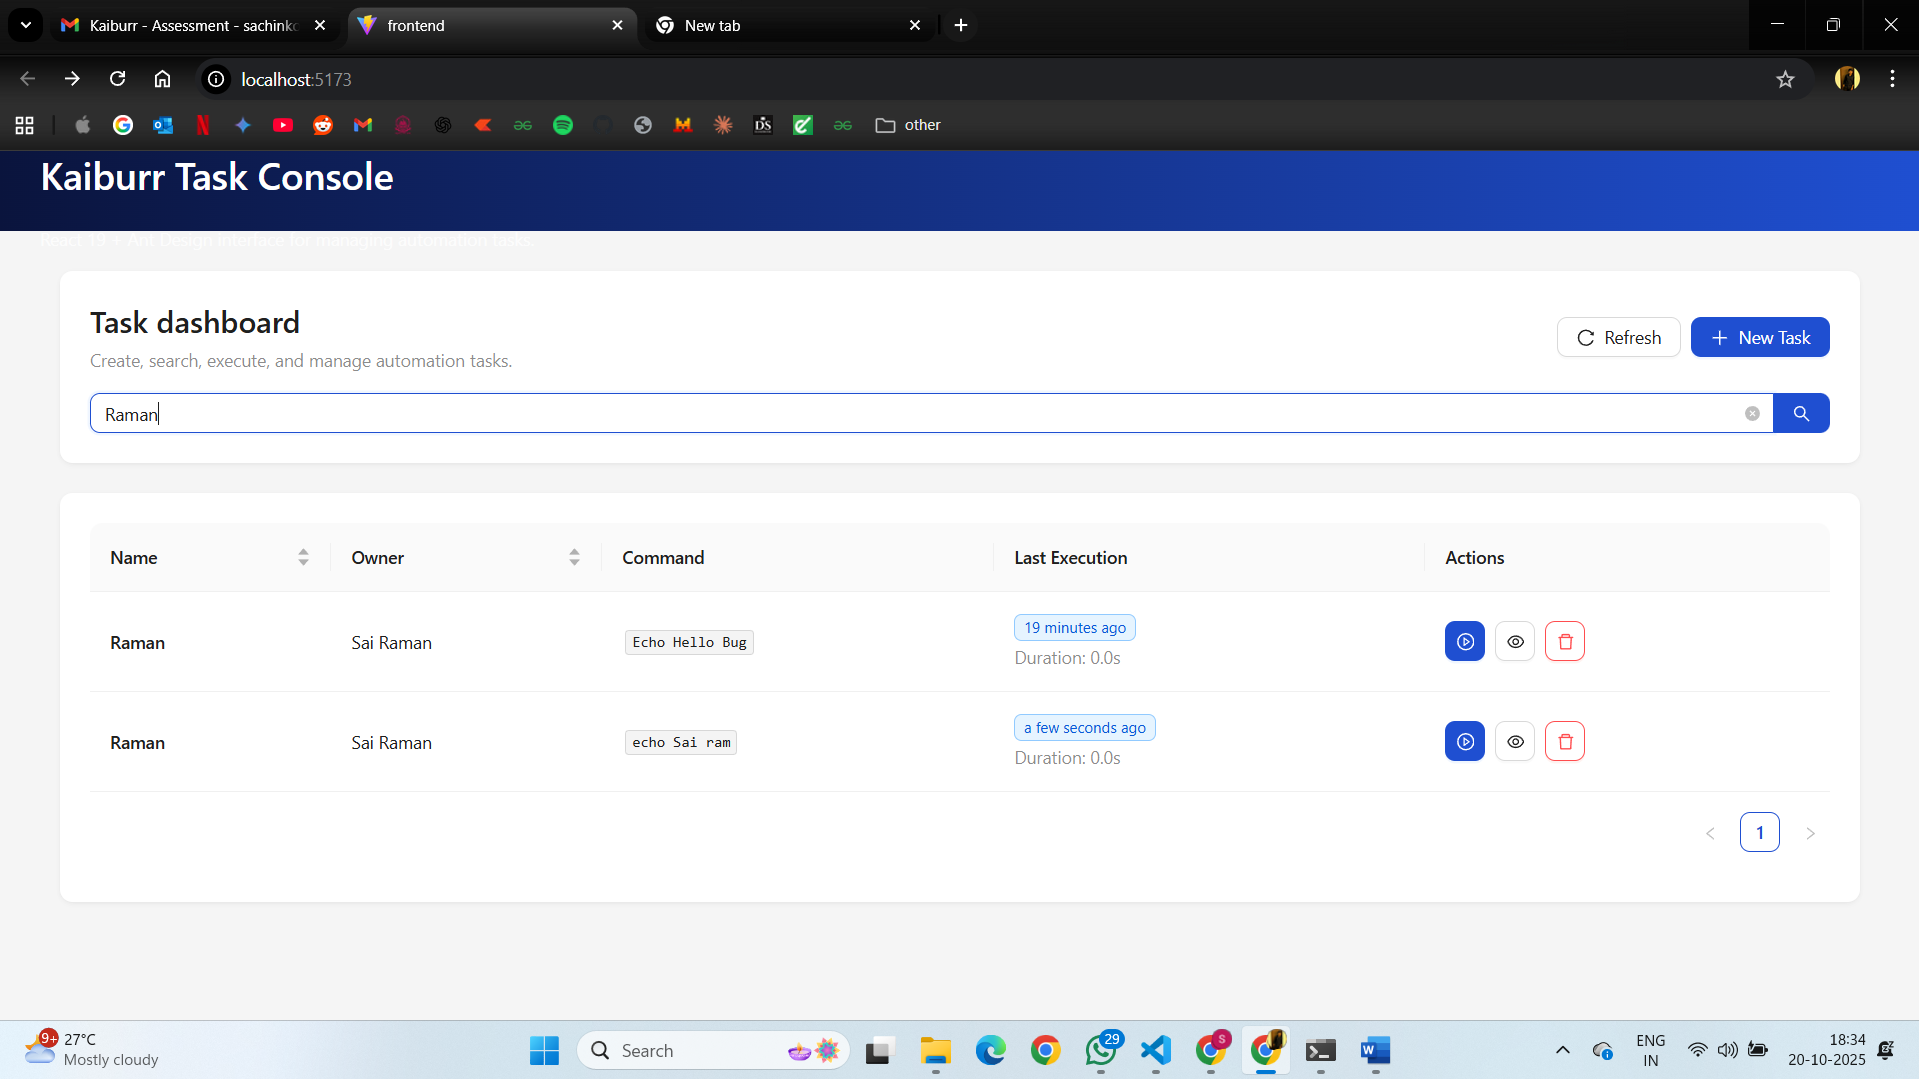 Kaiburr - Assessment - sachinko
frontend
New tab
localhost:5173
DS
other
Kaiburr Task Console
React 19 + Ant Design interface for managing automation tasks.
Task dashboard
Create, search, execute, and manage automation tasks.
Refresh
New Task
Raman
Name
Owner
Command
Last Execution
Actions
Raman
Sai Raman
Echo Hello Bug
19 minutes ago
Duration: 0.0s
Raman
Sai Raman
echo Sai ram
a few seconds ago
Duration: 0.0s
1
9+
27°C
Mostly cloudy
Search
29
S
ENG
IN
18:34
20-10-2025